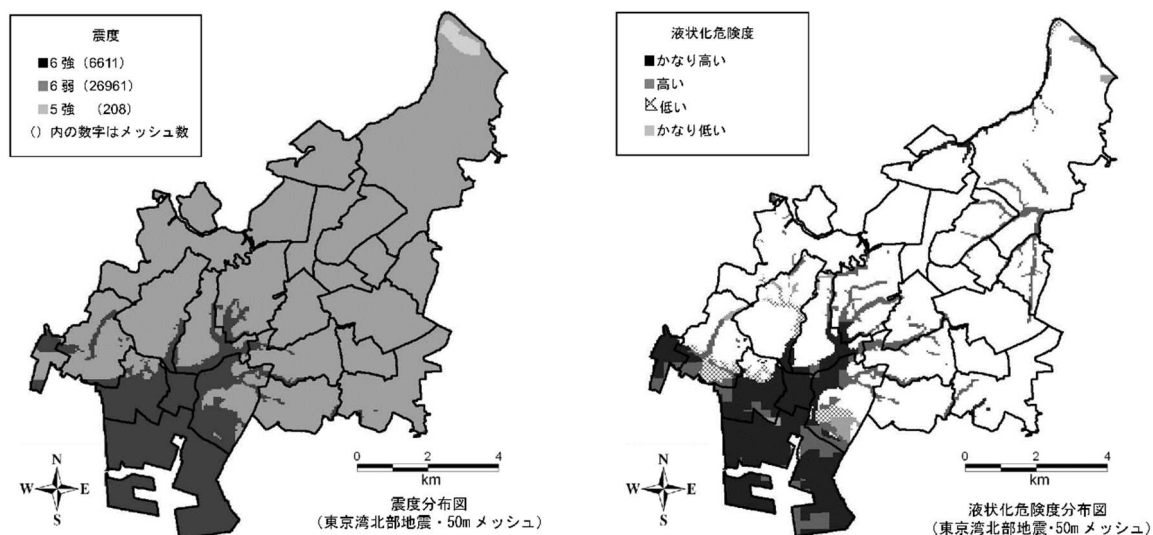 震度
■6強(6611)
■6弱(26961)
■5強 (208)
() 内の数字はメッシュ数
N
W E
S
0 2 4
km
震度分布図
(東京湾北部地震・50mメッシュ)
液状化危険度
■かなり高い
■高い
低い
■かなり低い
N
W E
S
0 2 4
km
液状化危険度分布図
(東京湾北部地震・50mメッシュ)